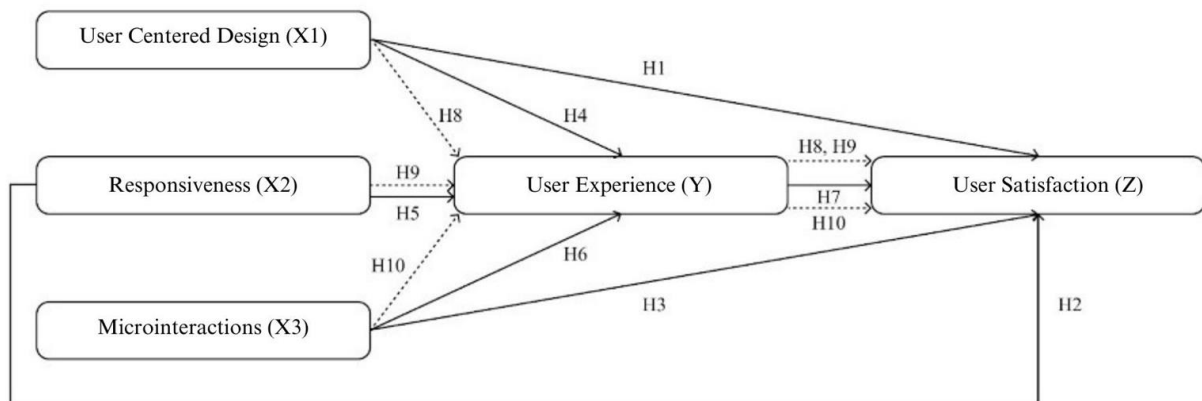 User Centered Design (X1)
H1
H8
H4
H8, H9
Responsiveness (X2)
H9
User Experience (Y)
User Satisfaction (Z)
H5
H7
H10
H10
H6
H3
H2
Microinteractions (X3)